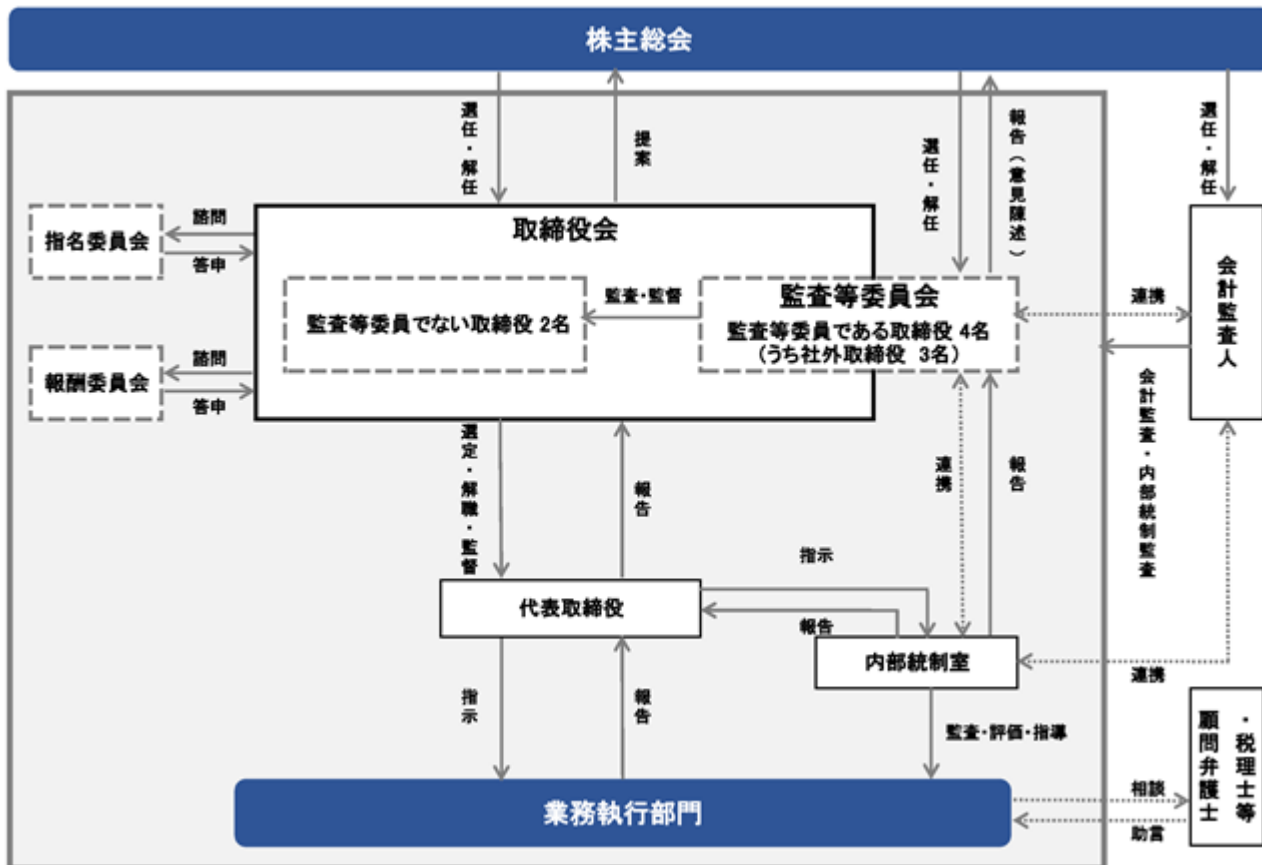 株主総会
選任・解任
提案
選任・解任
報告（意見陳述）
選任・解任
指名委員会
諮問
答申
取締役会
監査等委員でない取締役 2名
監査・監督
監査等委員会
監査等委員である取締役 4名
(うち社外取締役 3名)
連携
会計監査人
報酬委員会
諮問
答申
会計監査・内部統制監査
選定・解職・監督
報告
連携
報告
代表取締役
指示
報告
内部統制室
連携
指示
報告
監査・評価・指導
業務執行部門
相談
助言
顧問弁護士
・税理士等